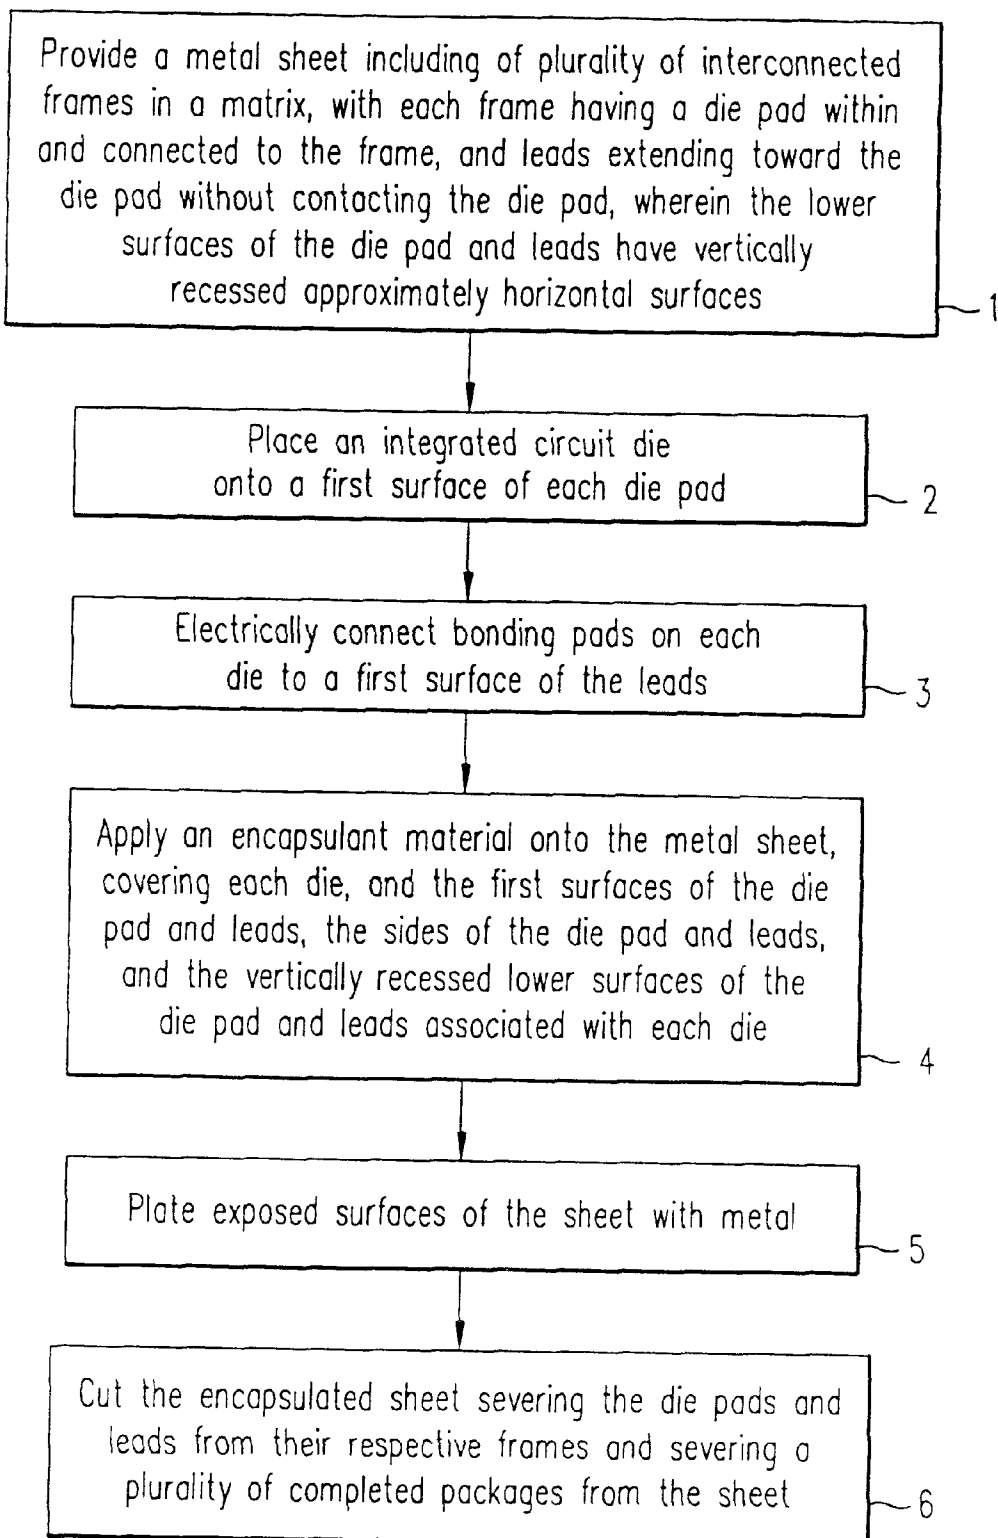 Provide a metal sheet including of plurality of interconnected
frames in a matrix, with each frame having a die pad within
and connected to the frame, and leads extending toward the
die pad without contacting the die pad, wherein the lower
surfaces of the die pad and leads have vertically
recessed approximately horizontal surfaces
1
Place an integrated circuit die
onto a first surface of each die pad
2
Electrically connect bonding pads on each
die to a first surface of the leads
3
Apply an encapsulant material onto the metal sheet,
covering each die, and the first surfaces of the die
pad and leads, the sides of the die pad and leads,
and the vertically recessed lower surfaces of the
die pad and leads associated with each die
4
Plate exposed surfaces of the sheet with metal
5
Cut the encapsulated sheet severing the die pads and
leads from their respective frames and severing a
plurality of completed packages from the sheet
6